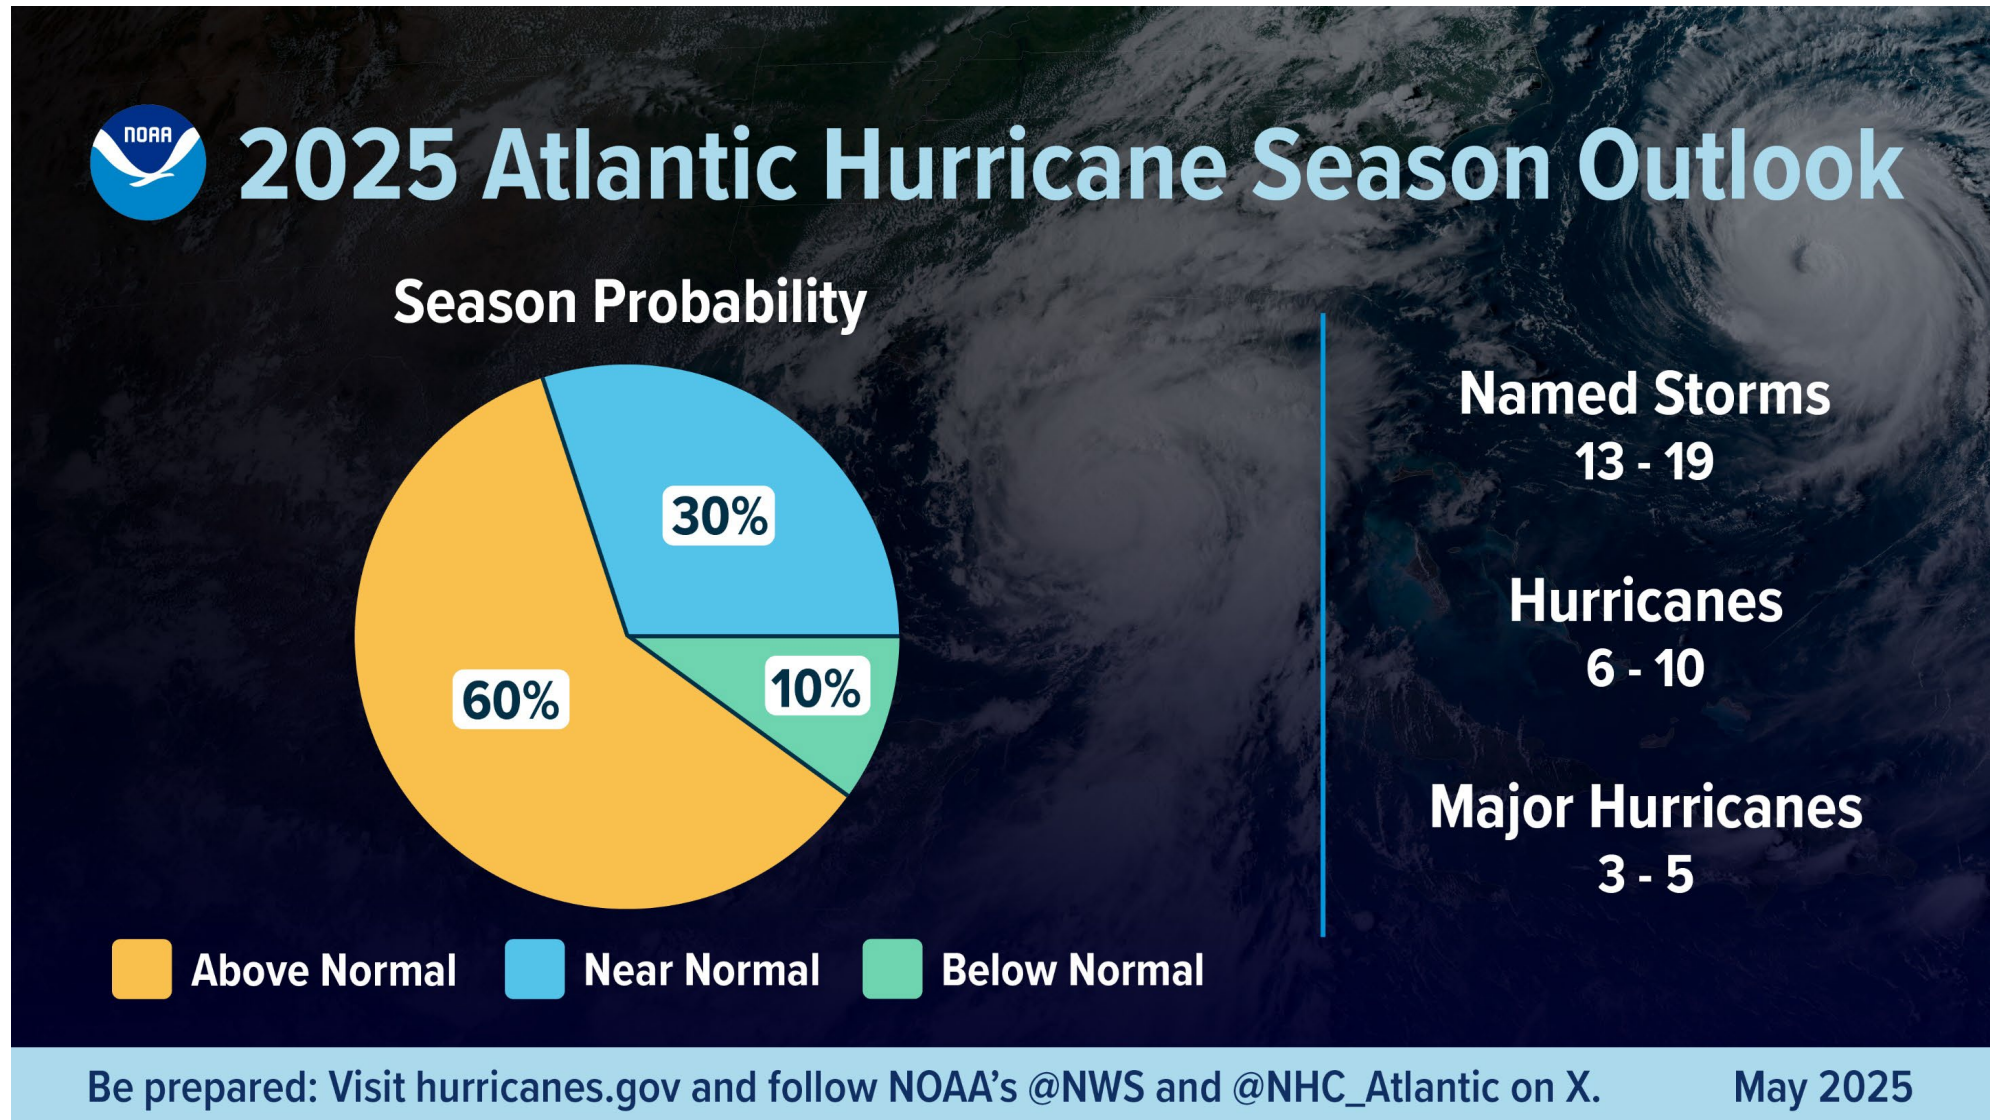 NOAA
2025 Atlantic Hurricane Season Outlook
Season Probability
30%
60%
10%
Above Normal
Near Normal
Below Normal
Named Storms
13 - 19
Hurricanes
6 - 10
Major Hurricanes
3 - 5
Be prepared: Visit hurricanes.gov and follow NOAA’s @NWS and @NHC_Atlantic on X.
May 2025